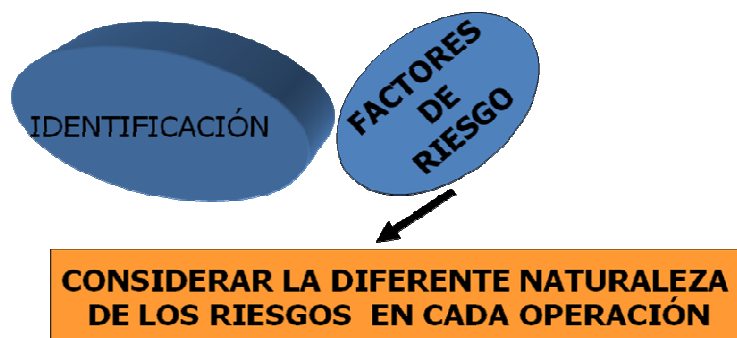 IDENTIFICACIÓN
FACTORES
DE
RIESGO
CONSIDERAR LA DIFERENTE NATURALEZA
DE LOS RIESGOS EN CADA OPERACIÓN